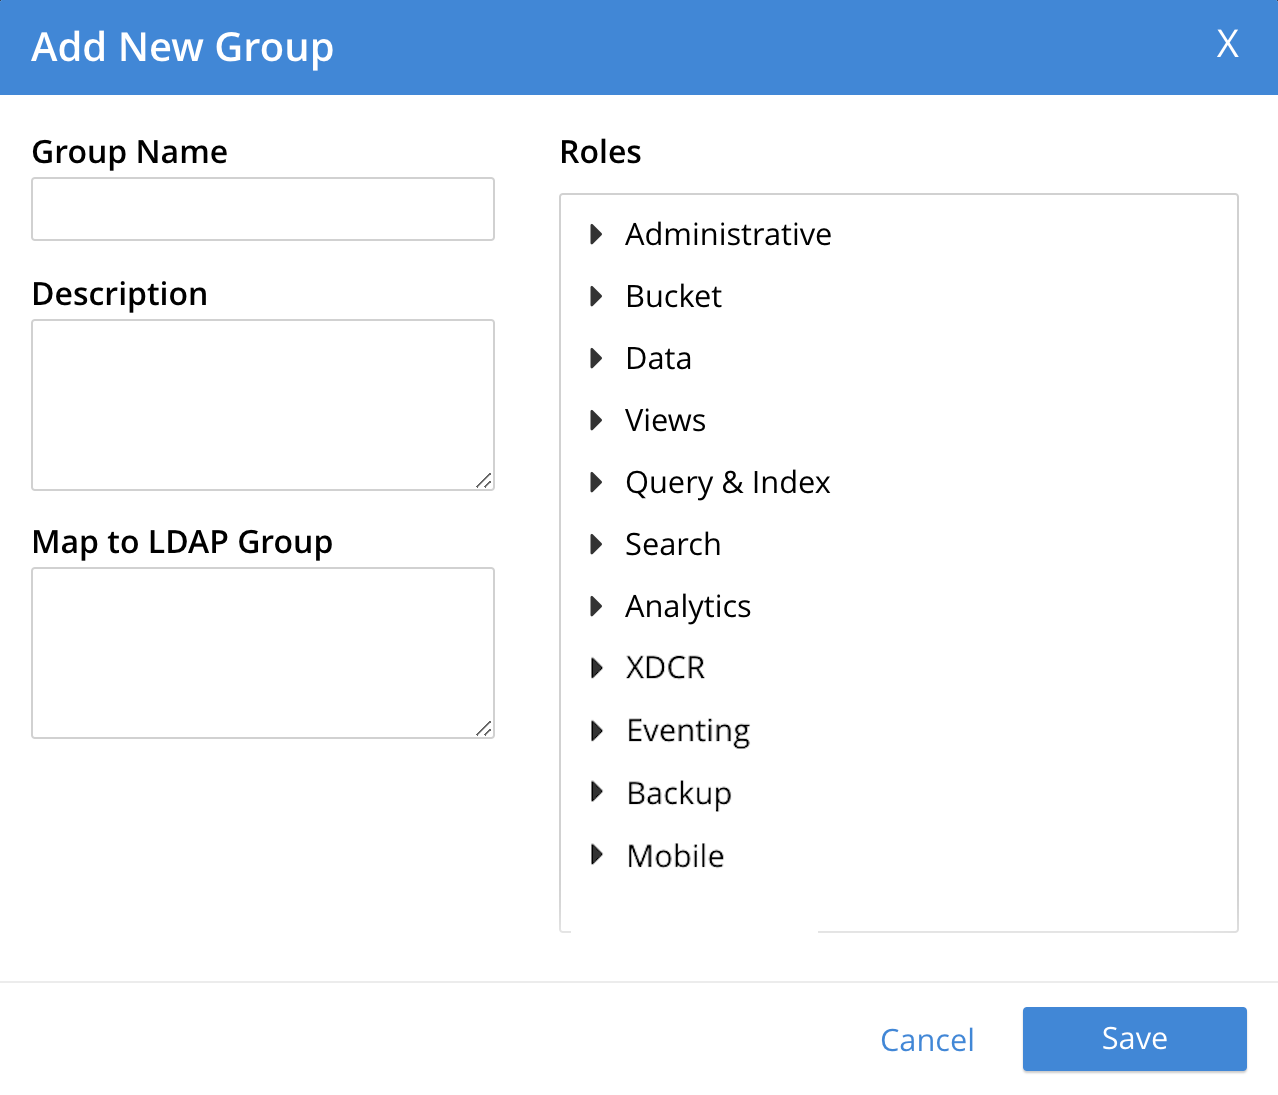 Add New Group
X
Group Name
Description
Map to LDAP Group
Roles
Administrative
Bucket
Data
Views
Query & Index
Search
Analytics
XDCR
Eventing
Backup
Mobile
Cancel
Save